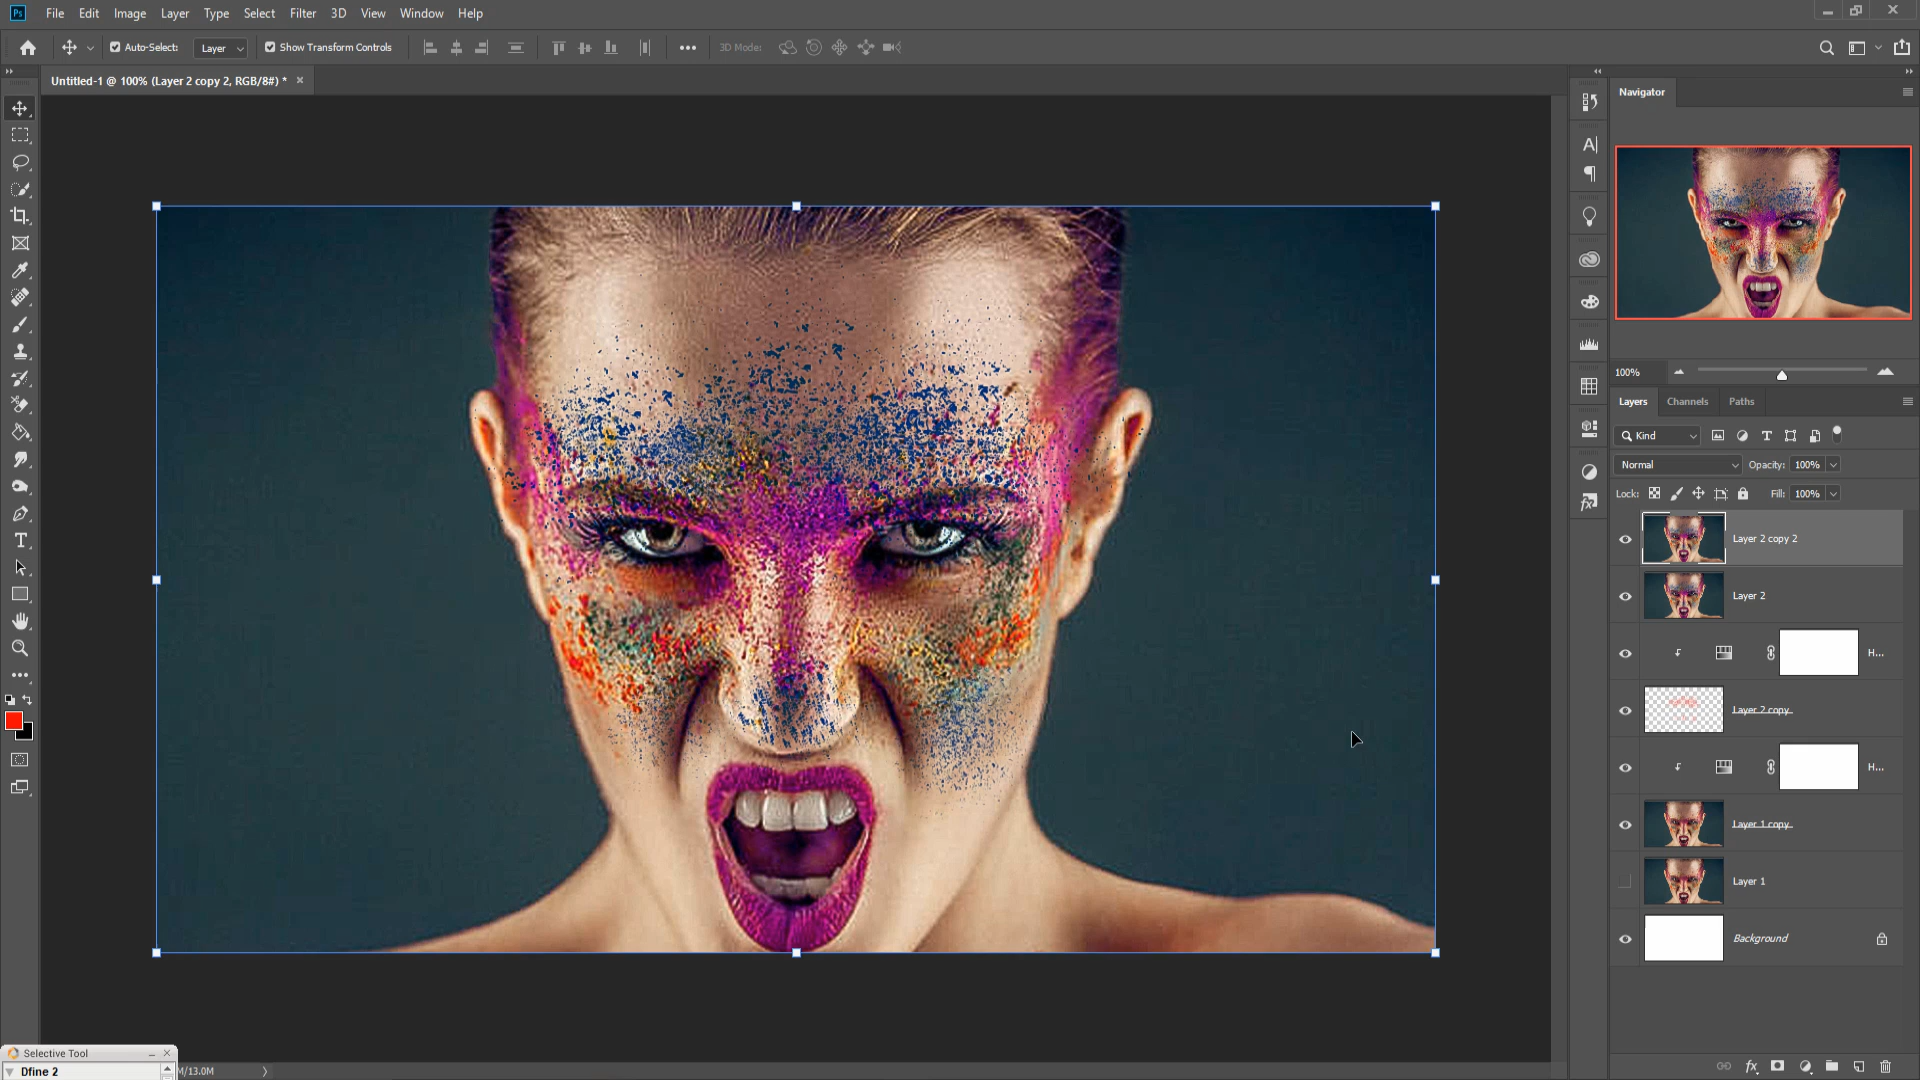 Ps File Edit Image Layer Type Select Filter 3D View Window Help
Auto-Select: Layer Show Transform Controls 3D Mode:
Untitled-1 @ 100% (Layer 2 copy 2, RGB/8#) *
Navigator
100%
Layers Channels Paths
Kind
Normal Opacity: 100%
Lock: Fill: 100%
Layer 2 copy 2
Layer 2
H...
Layer 2 copy
H...
Layer 1 copy
Layer 1
Background
Selective Tool
Dfine 2
M/13.0M